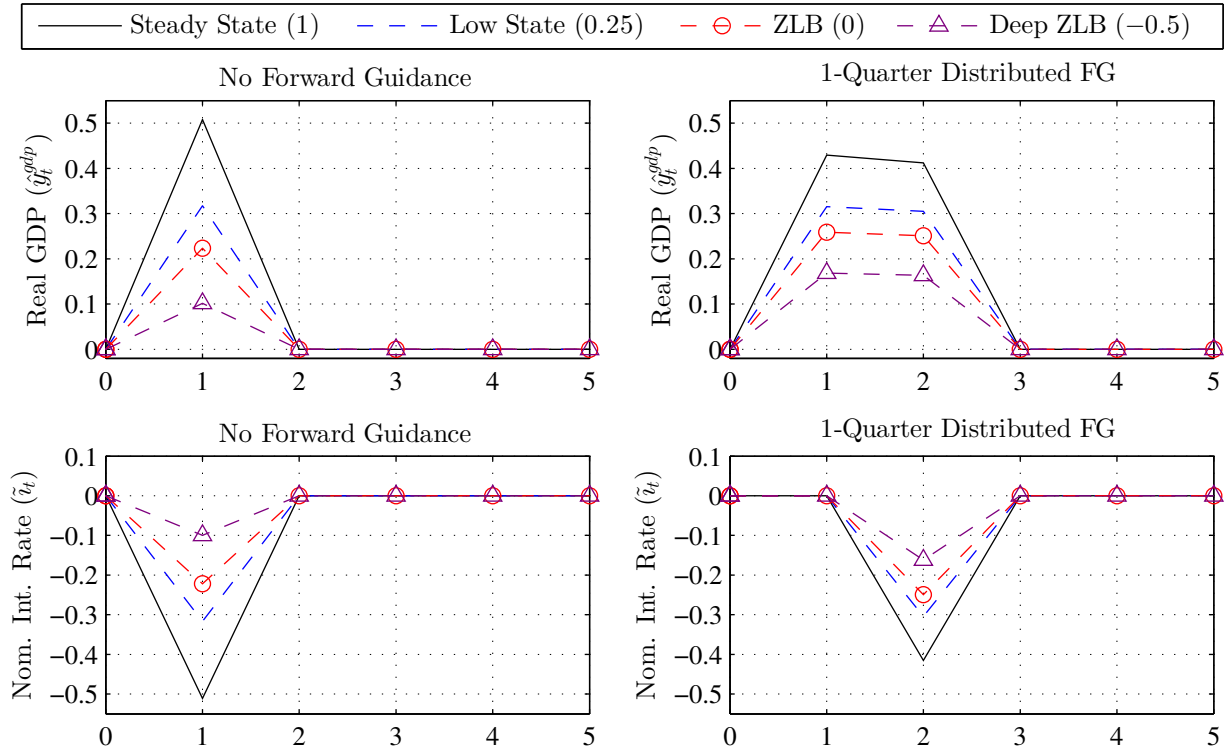 Steady State (1) Low State (0.25) ZLB (0) Deep ZLB (−0.5)
No Forward Guidance
Real GDP (ŷ_t^{gdp})
0.5
0.4
0.3
0.2
0.1
0
0 1 2 3 4 5
1-Quarter Distributed FG
Real GDP (ŷ_t^{gdp})
0.5
0.4
0.3
0.2
0.1
0
0 1 2 3 4 5
No Forward Guidance
Nom. Int. Rate (ĩ_t)
0.1
0
−0.1
−0.2
−0.3
−0.4
−0.5
0 1 2 3 4 5
1-Quarter Distributed FG
Nom. Int. Rate (ĩ_t)
0.1
0
−0.1
−0.2
−0.3
−0.4
−0.5
0 1 2 3 4 5